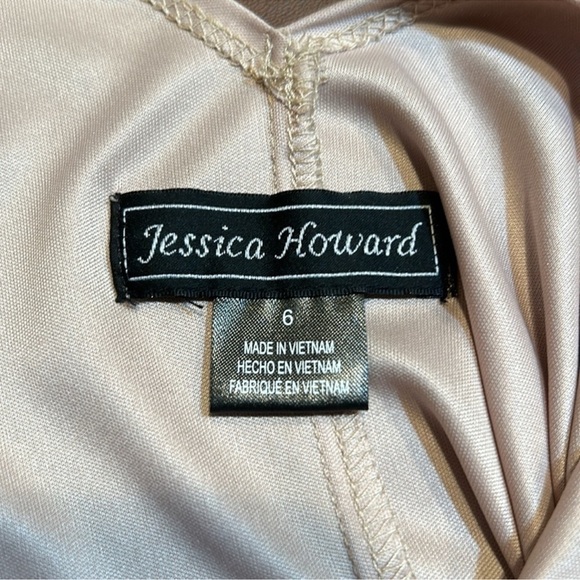 Jessica Howard
6
MADE IN VIETNAM
HECHO EN VIETNAM
FABRIQUÉ EN VIETNAM